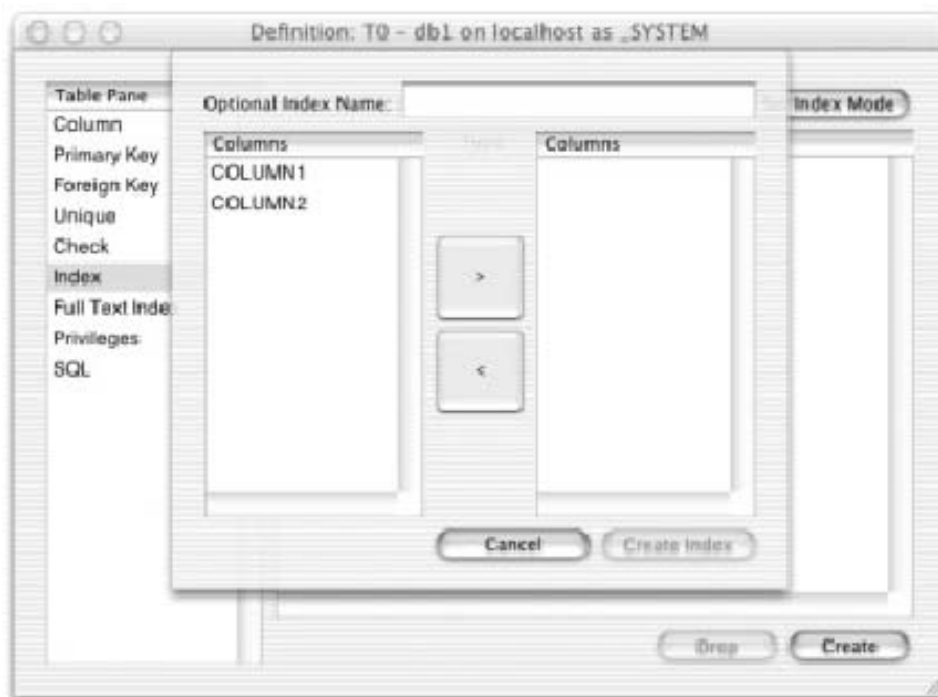 Definition: T0 - db1 on localhost as _SYSTEM
Table Pane
Column
Primary Key
Foreign Key
Unique
Check
Index
Full Text Inde
Privileges
SQL
Optional Index Name:
Index Mode
Columns
COLUMN1
COLUMN2
>
<
Columns
Cancel
Create Index
Drop
Create